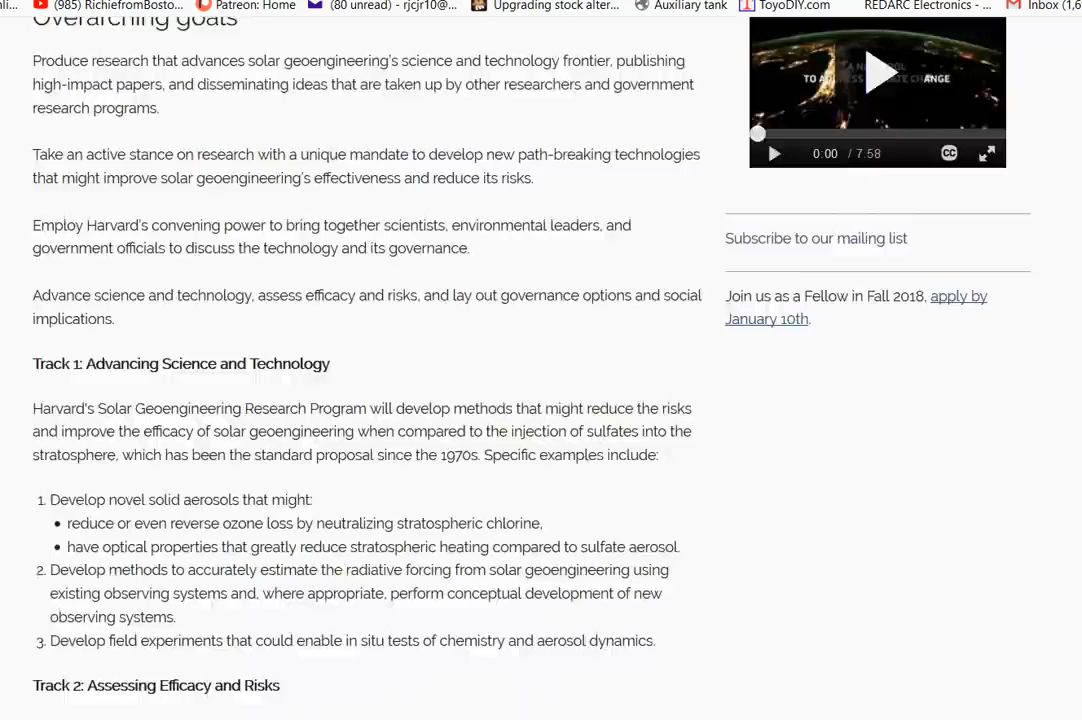 (985) RichiefromBosto...
Patreon: Home
(80 unread) - rjcjr10@...
Upgrading stock alter...
Auxiliary tank
ToyoDIY.com
REDARC Electronics - ...
Inbox (1,6
Overarching goals
Produce research that advances solar geoengineering's science and technology frontier, publishing
high-impact papers, and disseminating ideas that are taken up by other researchers and government
research programs.
Take an active stance on research with a unique mandate to develop new path-breaking technologies
that might improve solar geoengineering's effectiveness and reduce its risks.
Employ Harvard's convening power to bring together scientists, environmental leaders, and
government officials to discuss the technology and its governance.
Advance science and technology, assess efficacy and risks, and lay out governance options and social
implications.
Track 1: Advancing Science and Technology
Harvard's Solar Geoengineering Research Program will develop methods that might reduce the risks
and improve the efficacy of solar geoengineering when compared to the injection of sulfates into the
stratosphere, which has been the standard proposal since the 1970s. Specific examples include:
1. Develop novel solid aerosols that might:
• reduce or even reverse ozone loss by neutralizing stratospheric chlorine,
• have optical properties that greatly reduce stratospheric heating compared to sulfate aerosol.
2. Develop methods to accurately estimate the radiative forcing from solar geoengineering using
existing observing systems and, where appropriate, perform conceptual development of new
observing systems.
3. Develop field experiments that could enable in situ tests of chemistry and aerosol dynamics.
Track 2: Assessing Efficacy and Risks
TO CHANGE
0:00 / 7:58
CC
Subscribe to our mailing list
Join us as a Fellow in Fall 2018, apply by
January 10th.